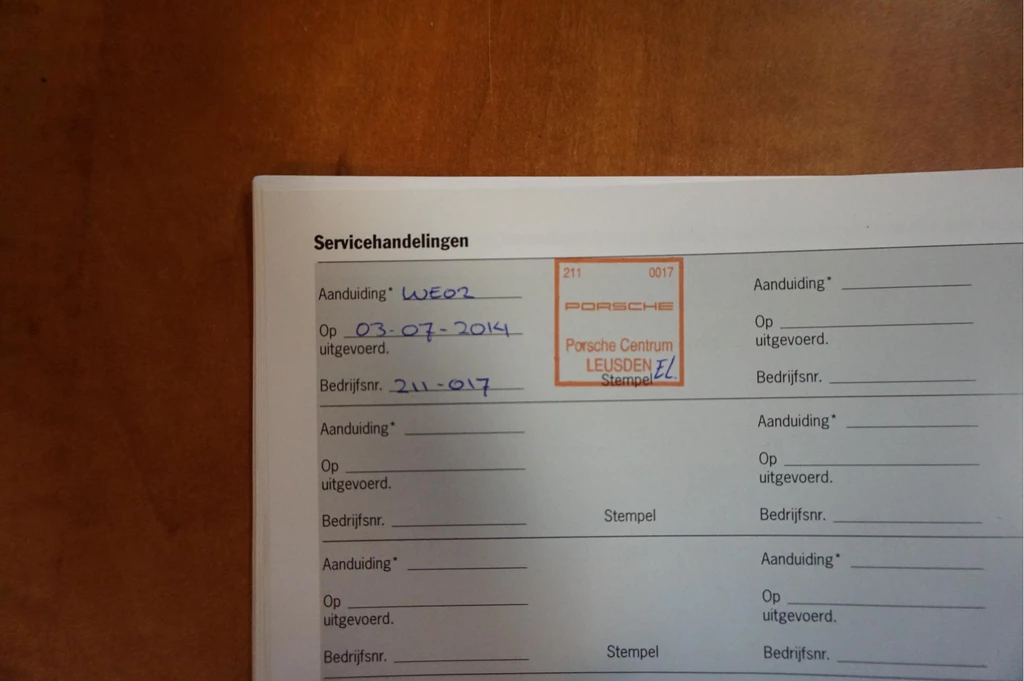 Servicehandelingen
Aanduiding* WE02
Op 03-07-2014
uitgevoerd.
Bedrijfsnr. 211-017
211 0017
PORSCHE
Porsche Centrum
LEUSDEN EL.
Stempel
Aanduiding*
Op
uitgevoerd.
Bedrijfsnr.
Aanduiding*
Op
uitgevoerd.
Bedrijfsnr. Stempel
Aanduiding*
Op
uitgevoerd.
Bedrijfsnr.
Aanduiding*
Op
uitgevoerd.
Bedrijfsnr. Stempel
Aanduiding*
Op
uitgevoerd.
Bedrijfsnr.